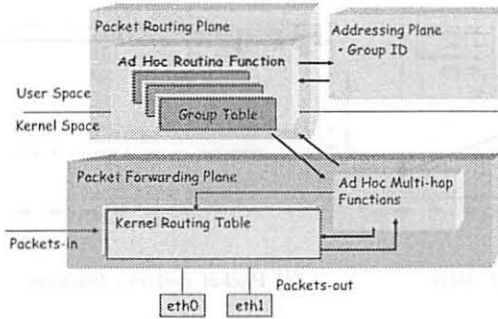 Packet Routing Plane
Addressing Plane
• Group ID
Ad Hoc Routing Function
User Space
Group Table
Kernel Space
Packet Forwarding Plane
Ad Hoc Multi-hop
Functions
Kernel Routing Table
Packets-in
Packets-out
eth0
eth1